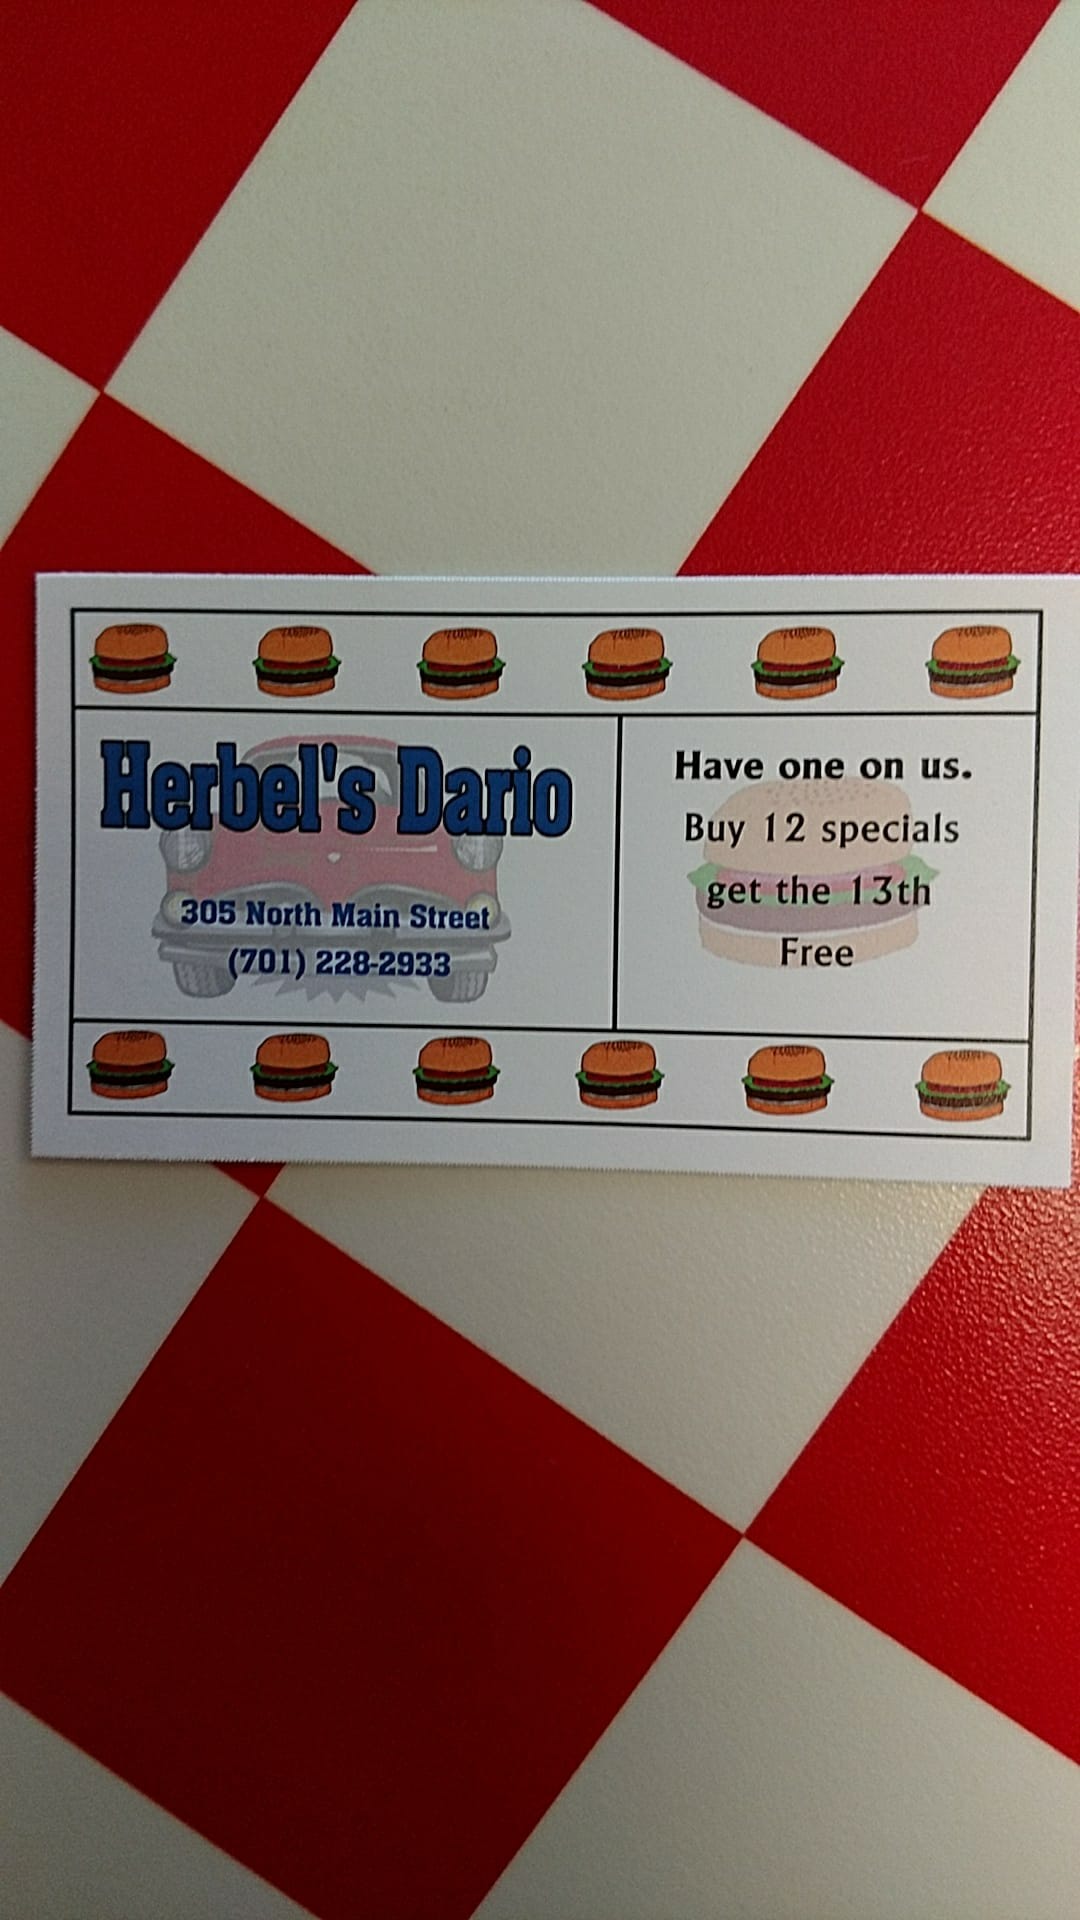 Herbel's Dario
305 North Main Street
(701) 228-2933
Have one on us.
Buy 12 specials
get the 13th
Free